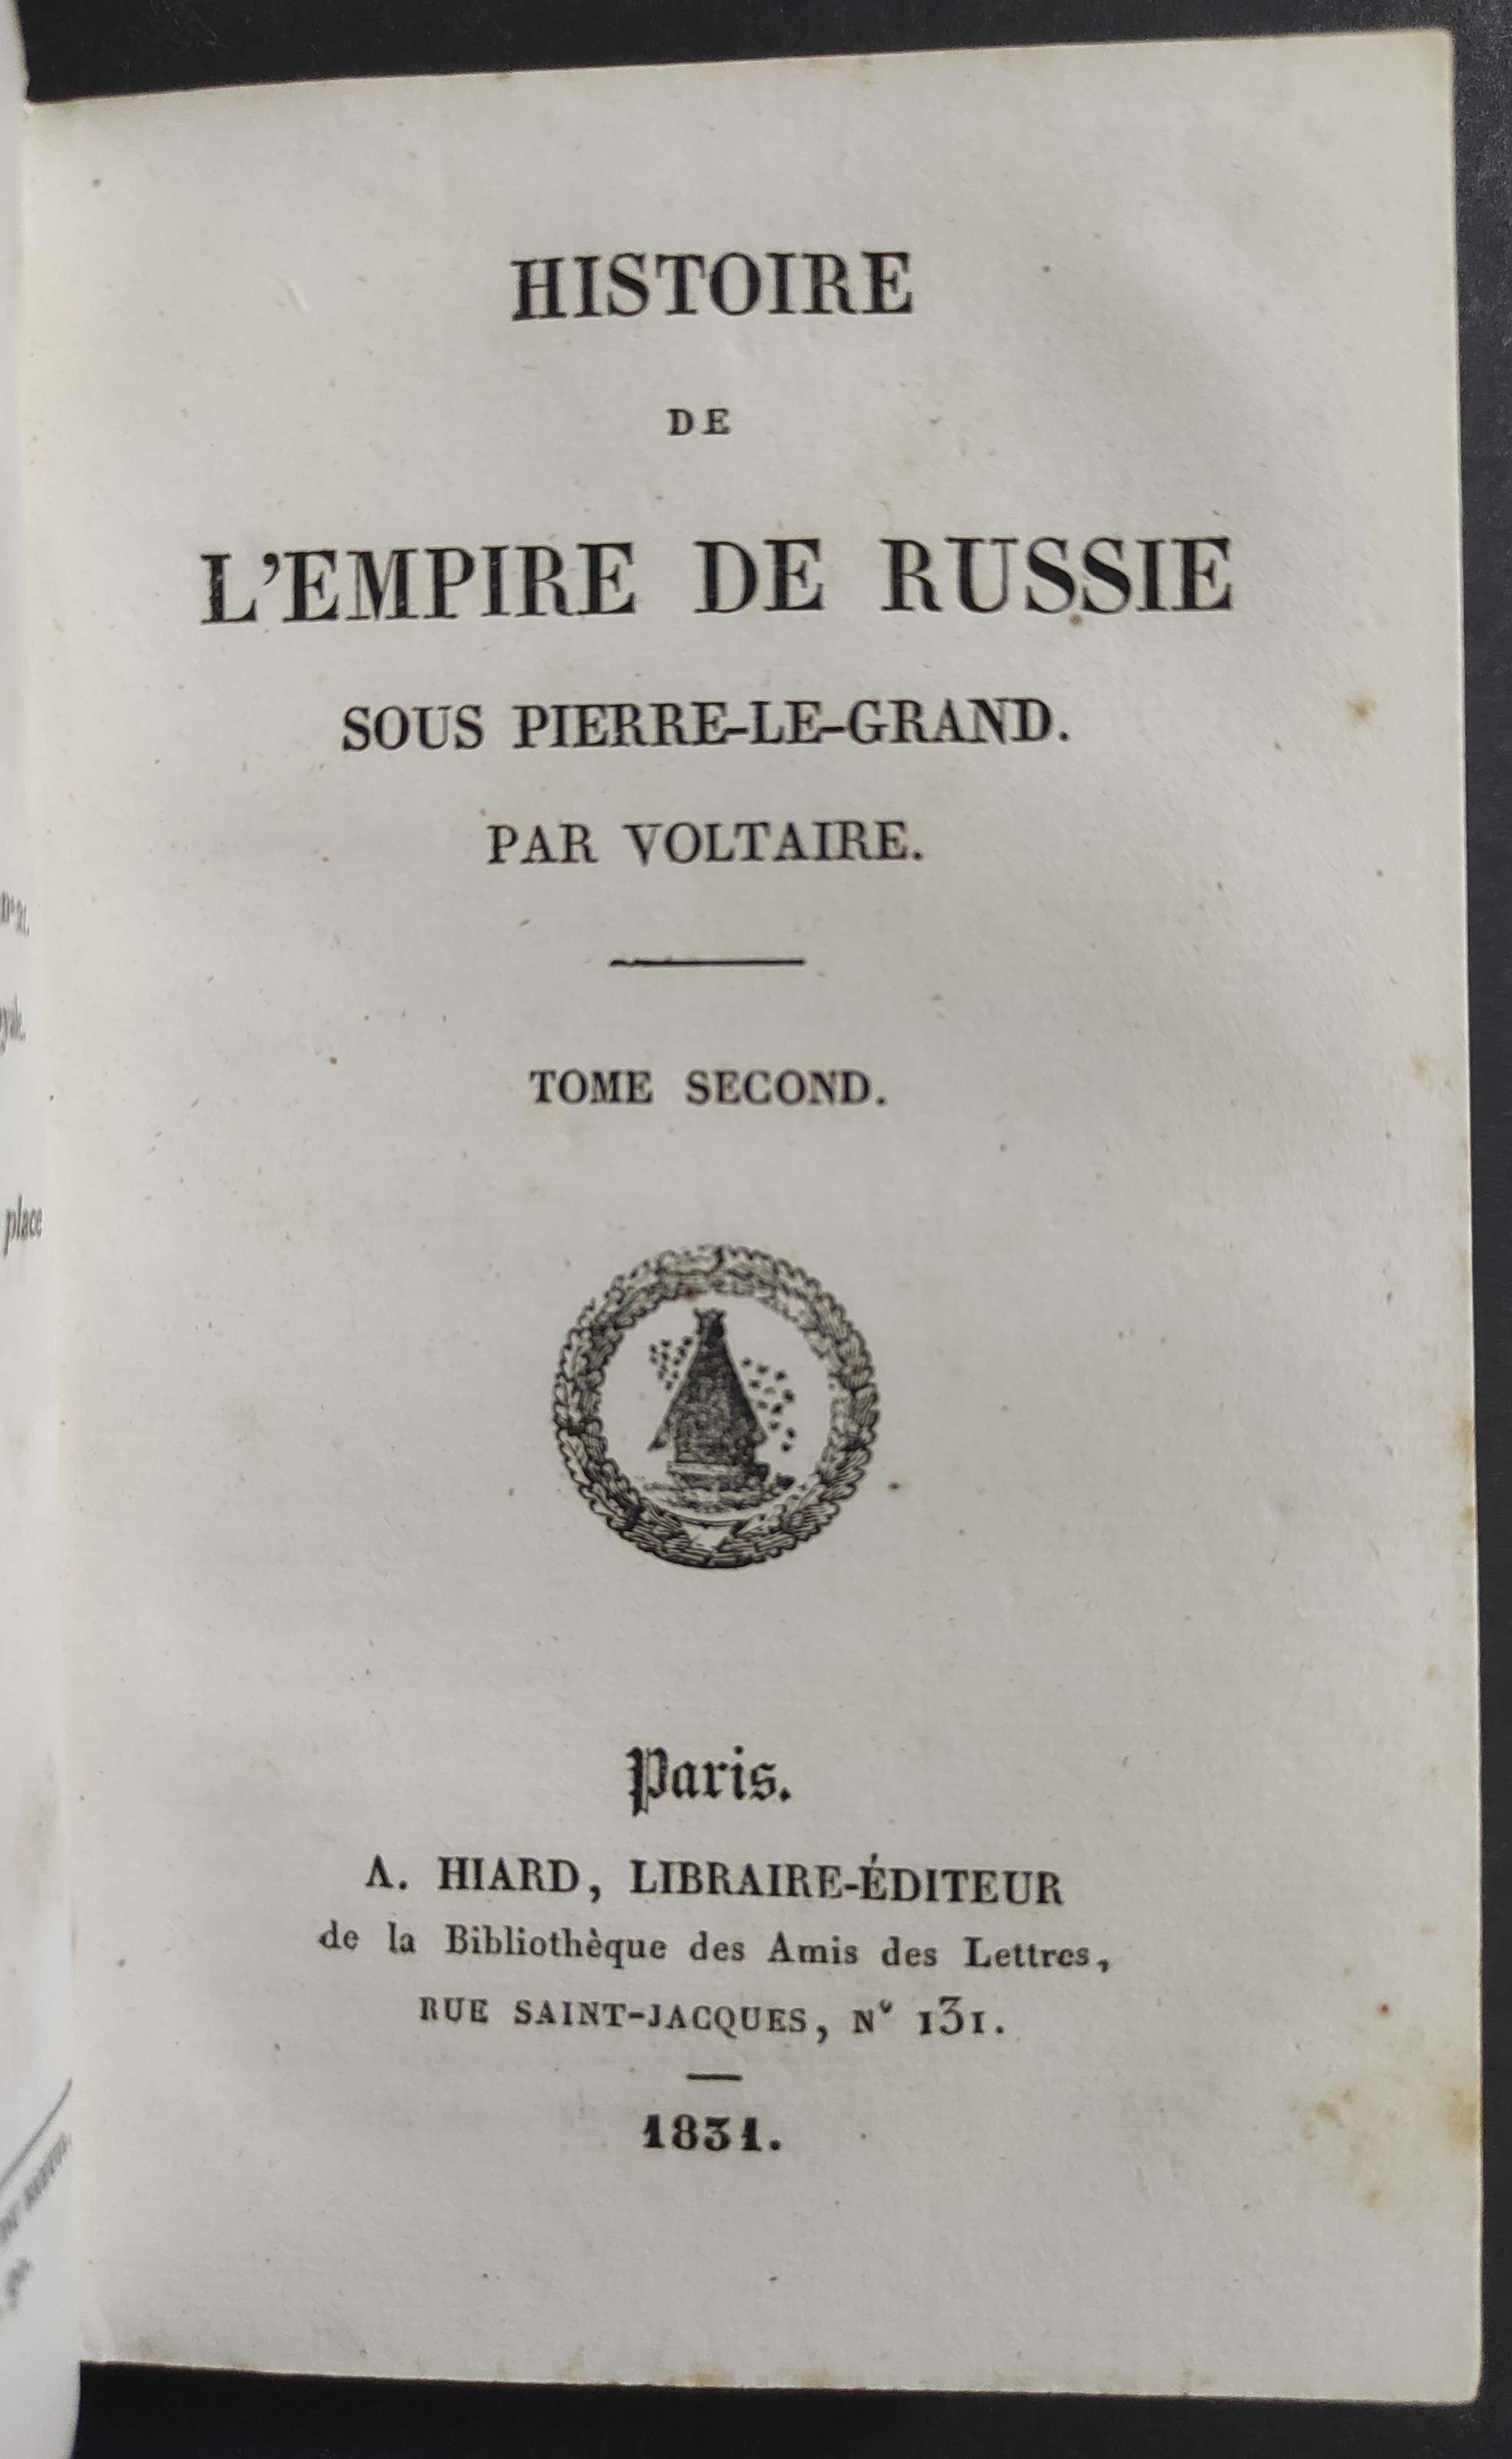 HISTOIRE
DE
L'EMPIRE DE RUSSIE
SOUS PIERRE-LE-GRAND.
PAR VOLTAIRE.
TOME SECOND.
Paris.
A. HIARD, LIBRAIRE-ÉDITEUR
de la Bibliothèque des Amis des Lettres,
RUE SAINT-JACQUES, N° 131.
1831.
place